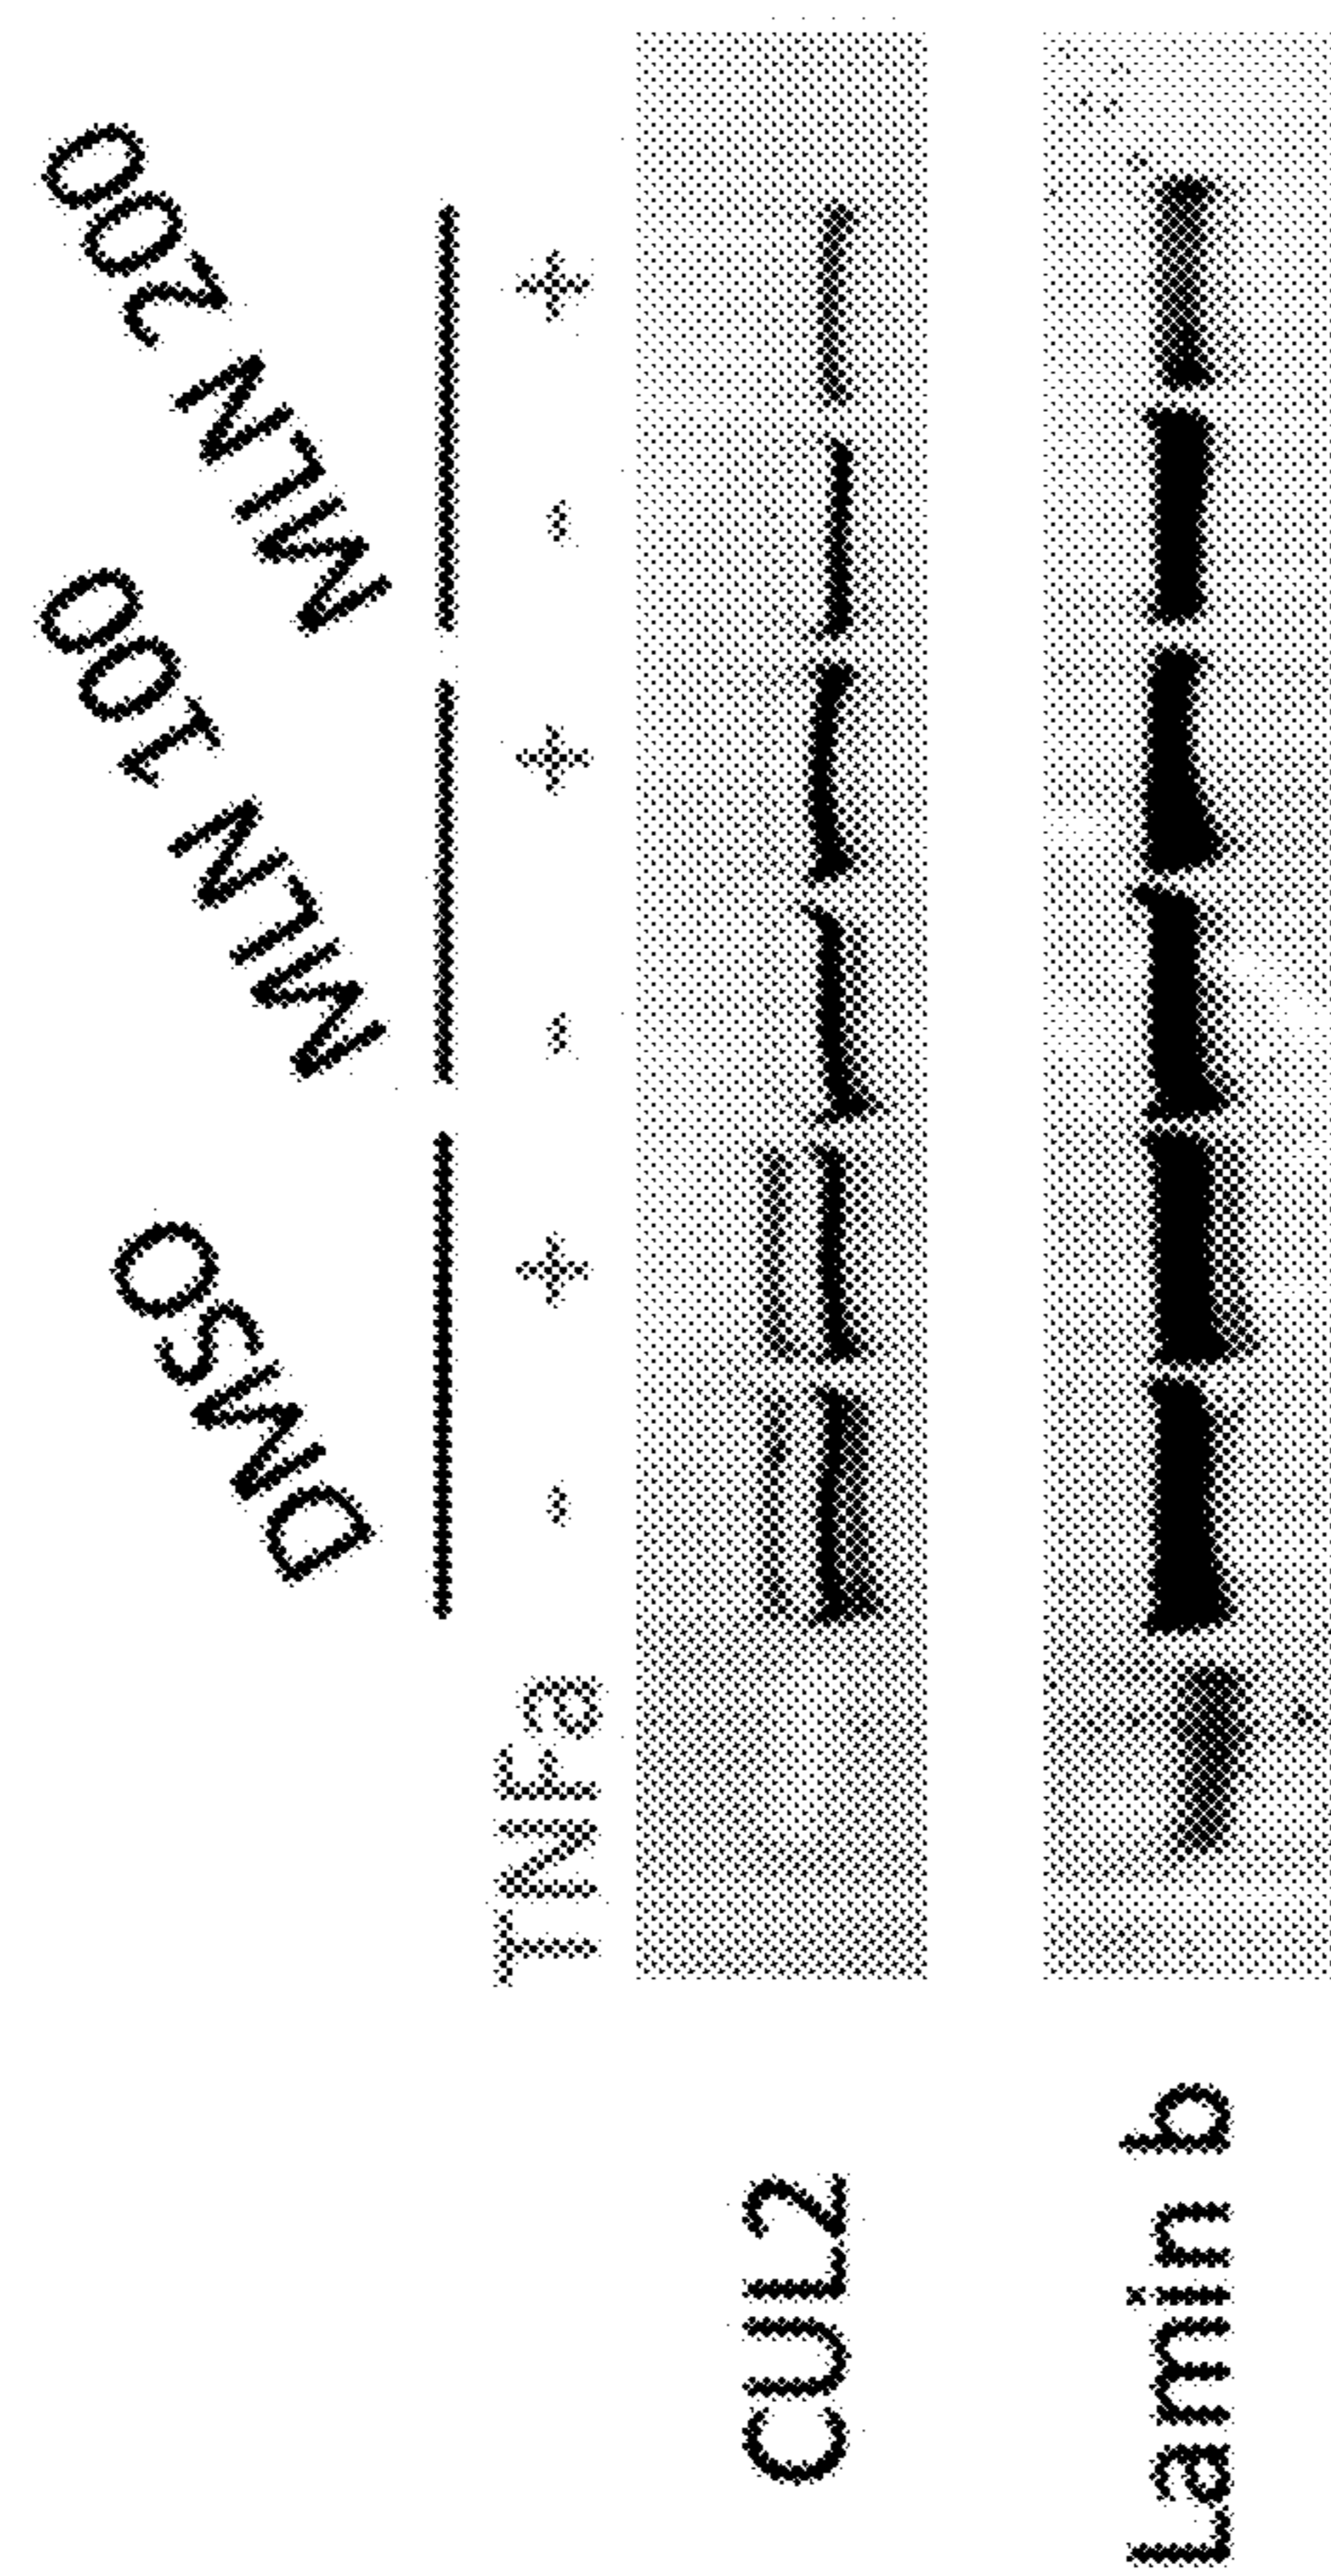 DMSO MLN 100 MLN 200
TNFa - + - + - +
CUL2
Lamin b